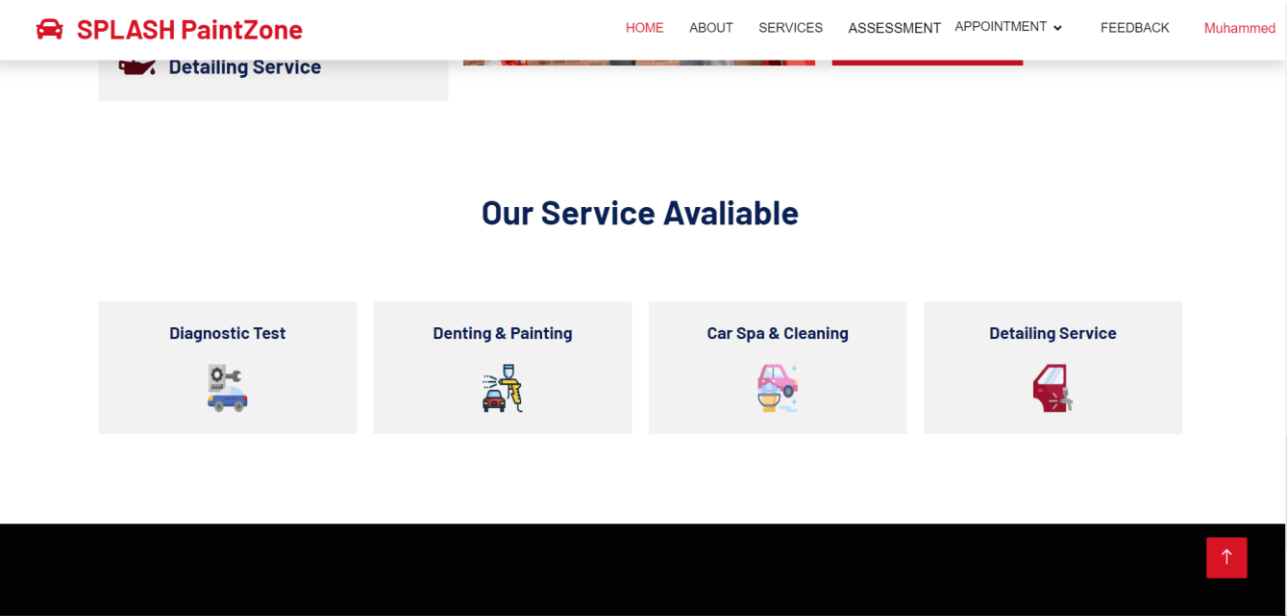 SPLASH PaintZone
HOME ABOUT SERVICES ASSESSMENT APPOINTMENT FEEDBACK Muhammed
Detailing Service
Our Service Avaliable
Diagnostic Test
Denting & Painting
Car Spa & Cleaning
Detailing Service